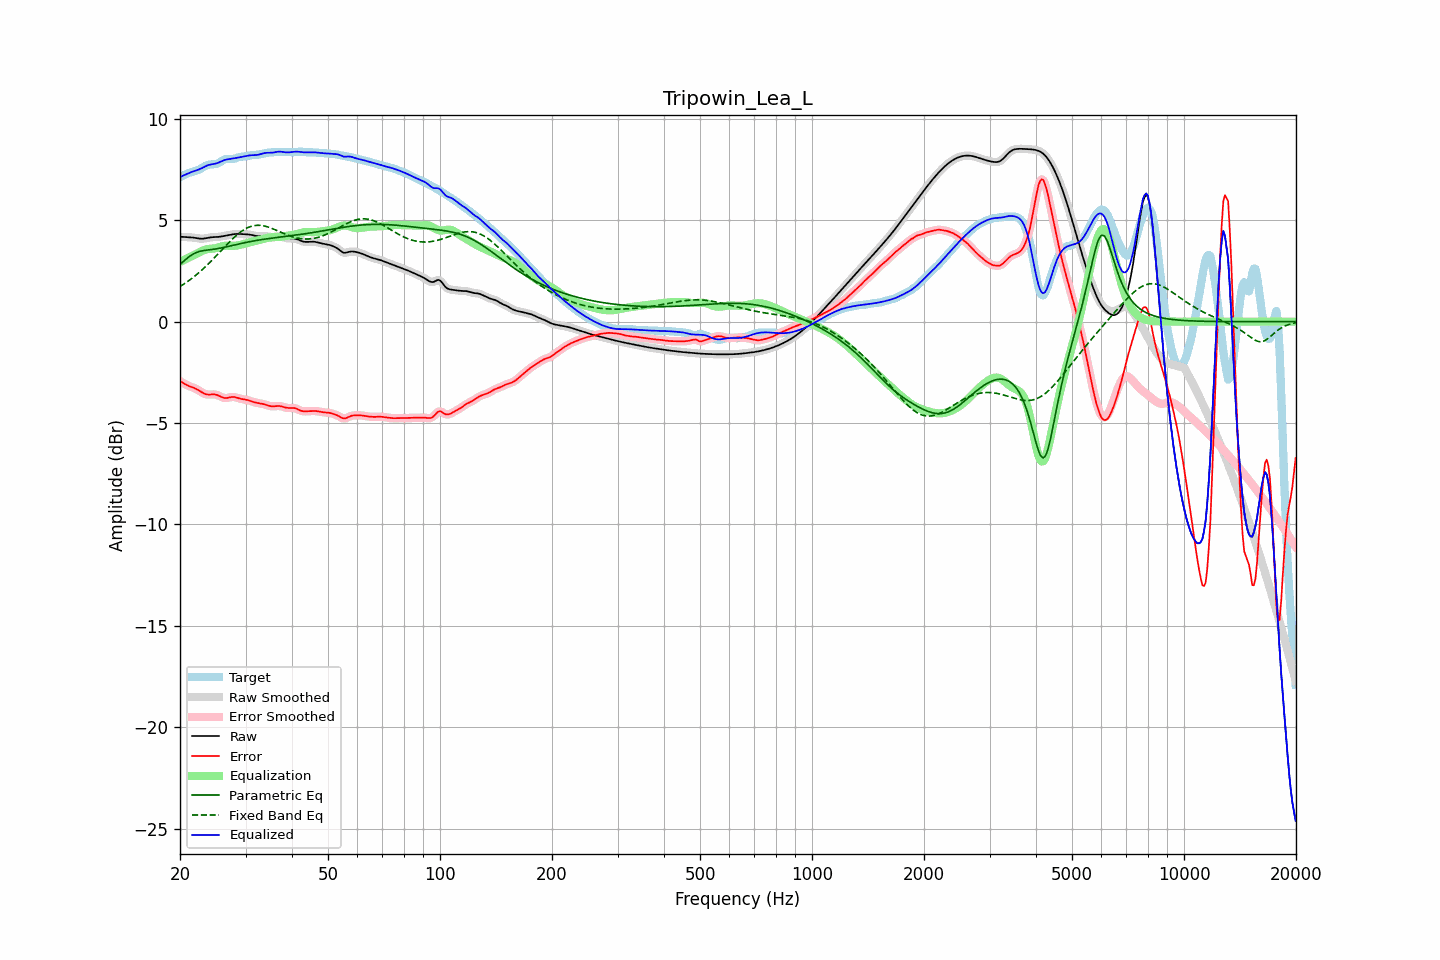 Tripowin_Lea_L
10
5
0
−5
−10
−15
−20
−25
Amplitude (dBr)
Target
Raw Smoothed
Error Smoothed
Raw
Error
Equalization
Parametric Eq
Fixed Band Eq
Equalized
20 50 100 200 500 1000 2000 5000 10000 20000
Frequency (Hz)